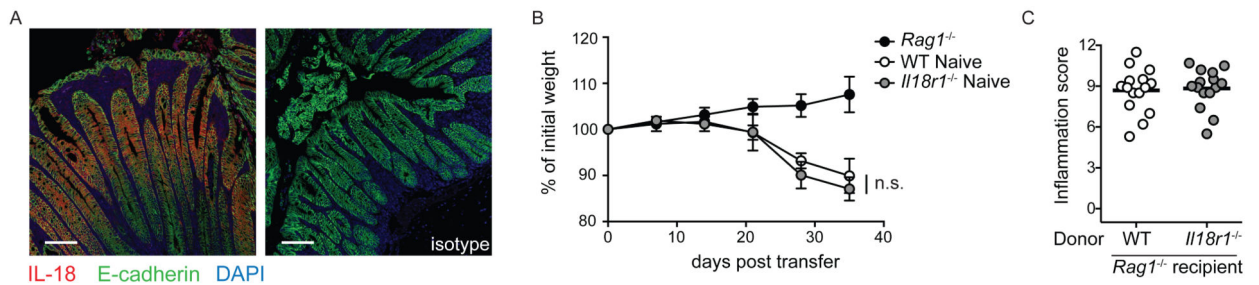 A
isotype
IL-18 E-cadherin DAPI
B
% of initial weight
120
110
100
90
80
0 10 20 30 40
days post transfer
Rag1-/-
WT Naive
Il18r1-/- Naive
n.s.
C
Inflammation score
12
9
6
3
0
Donor WT Il18r1-/-
Rag1-/- recipient